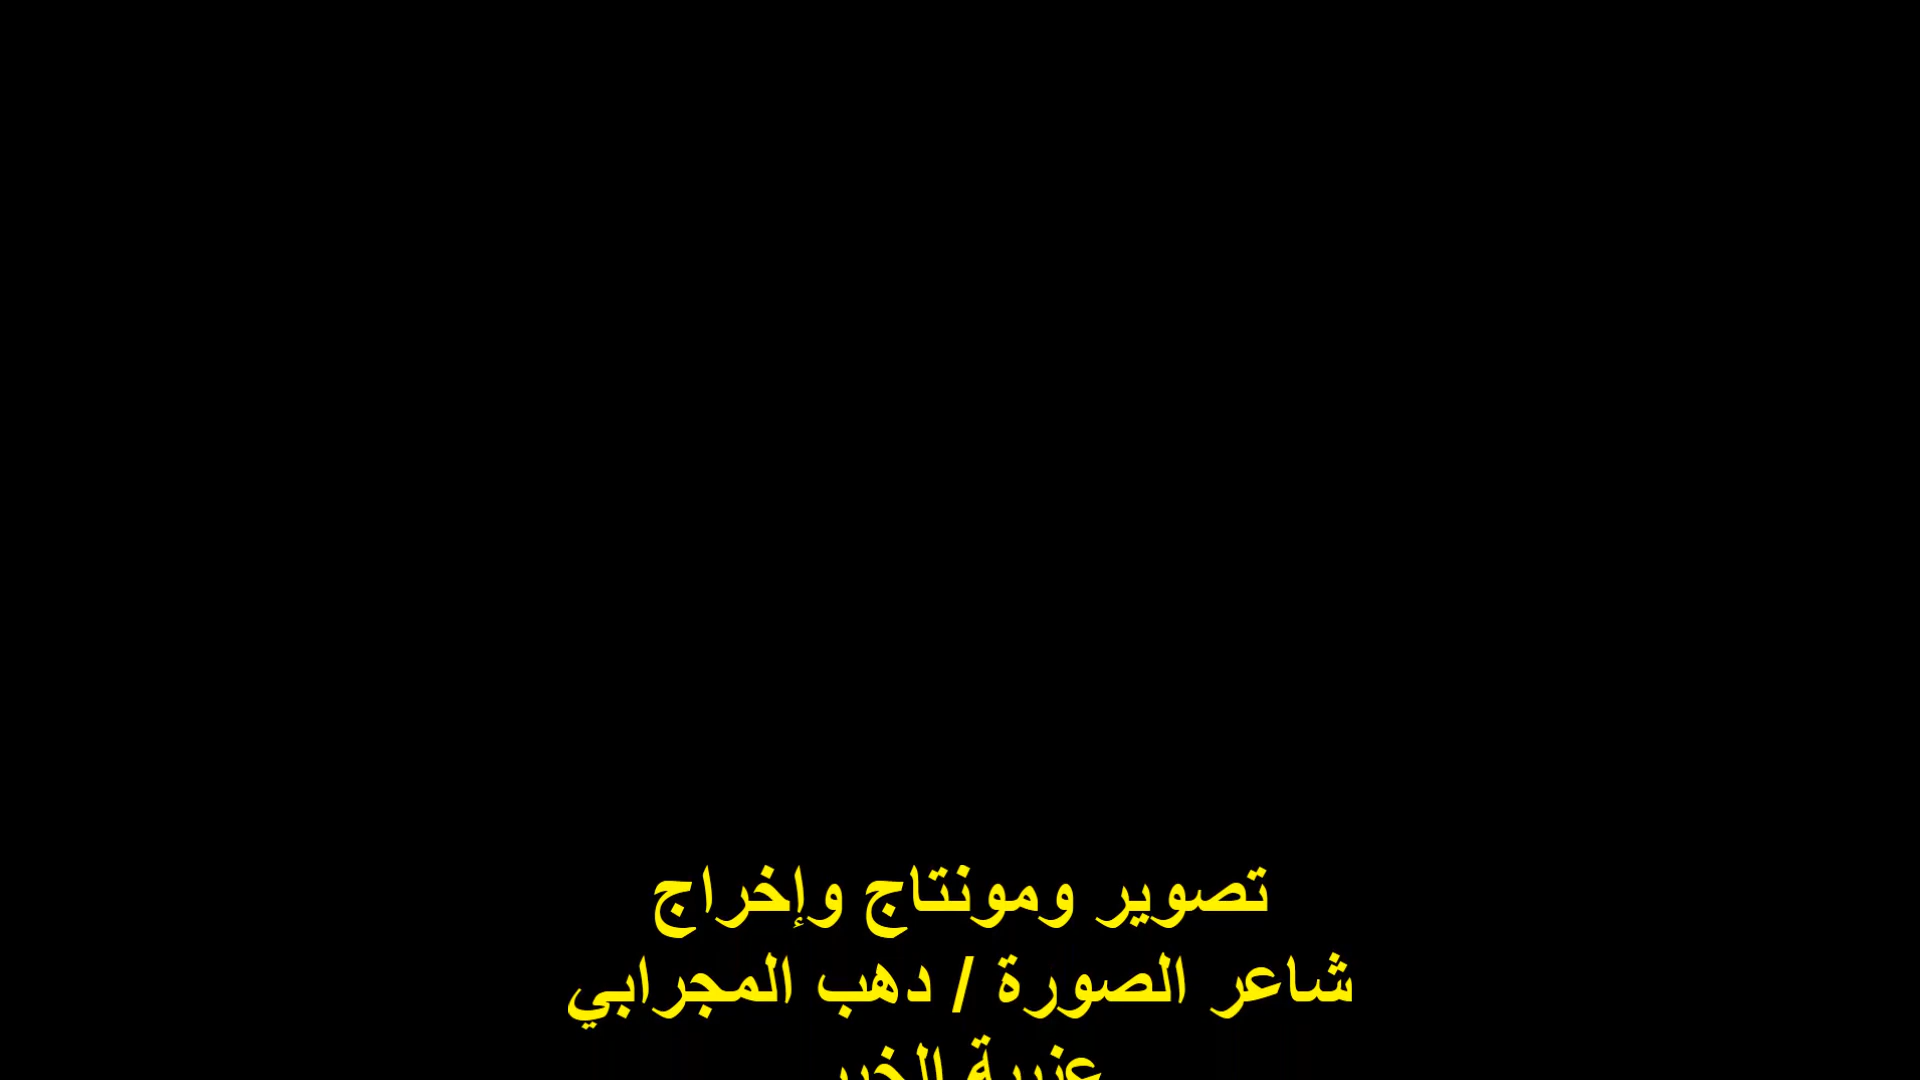 تصوير ومونتاج وإخراج
شاعر الصورة / دهب المجرابي